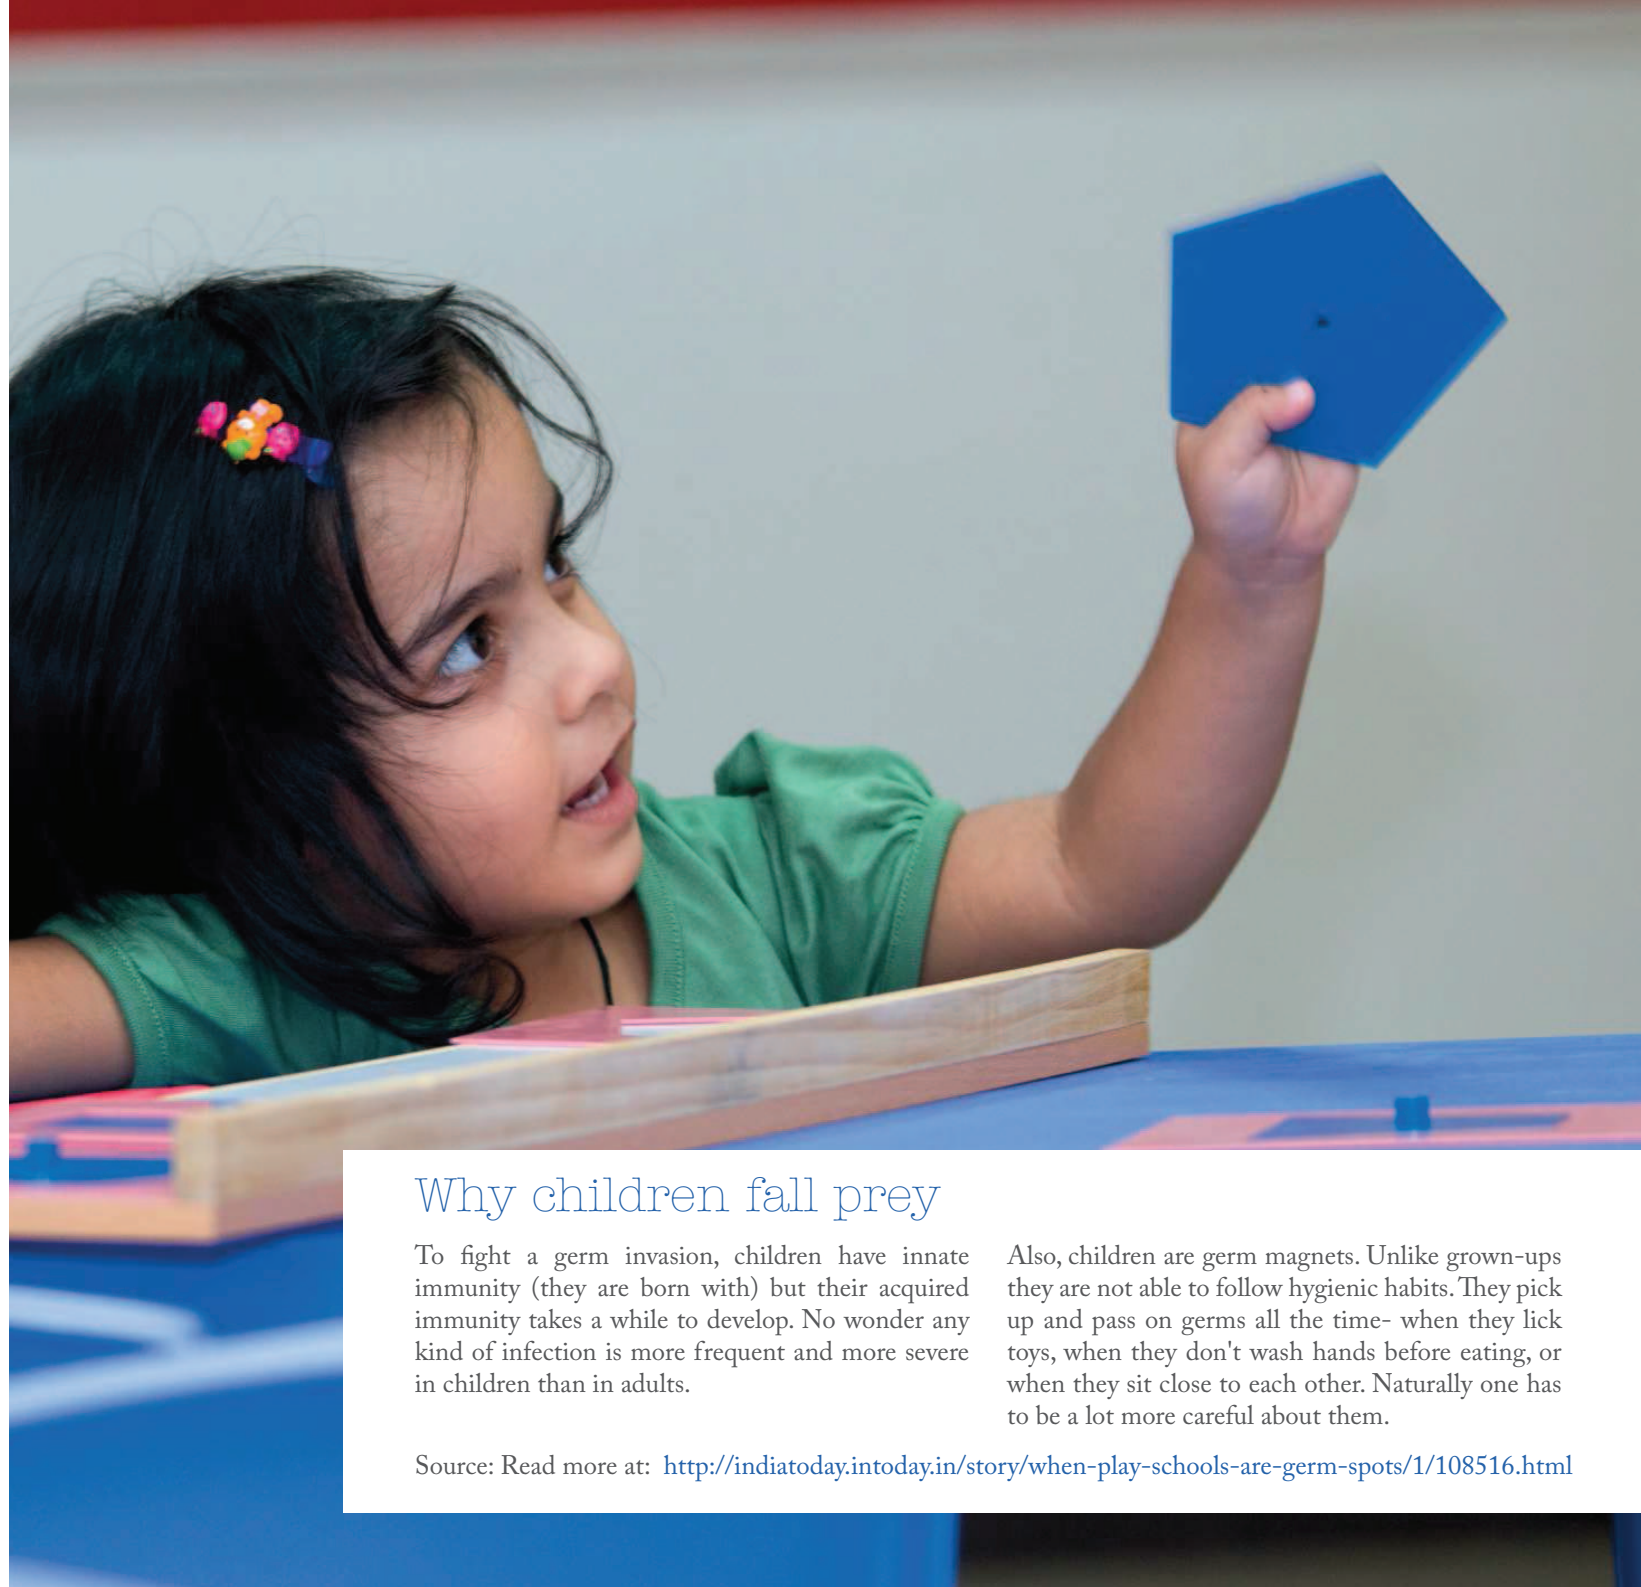 Why children fall prey
To fight a germ invasion, children have innate
immunity (they are born with) but their acquired
immunity takes a while to develop. No wonder any
kind of infection is more frequent and more severe
in children than in adults.
Also, children are germ magnets. Unlike grown-ups
they are not able to follow hygienic habits. They pick
up and pass on germs all the time- when they lick
toys, when they don't wash hands before eating, or
when they sit close to each other. Naturally one has
to be a lot more careful about them.
Source: Read more at: http://indiatoday.intoday.in/story/when-play-schools-are-germ-spots/1/108516.html